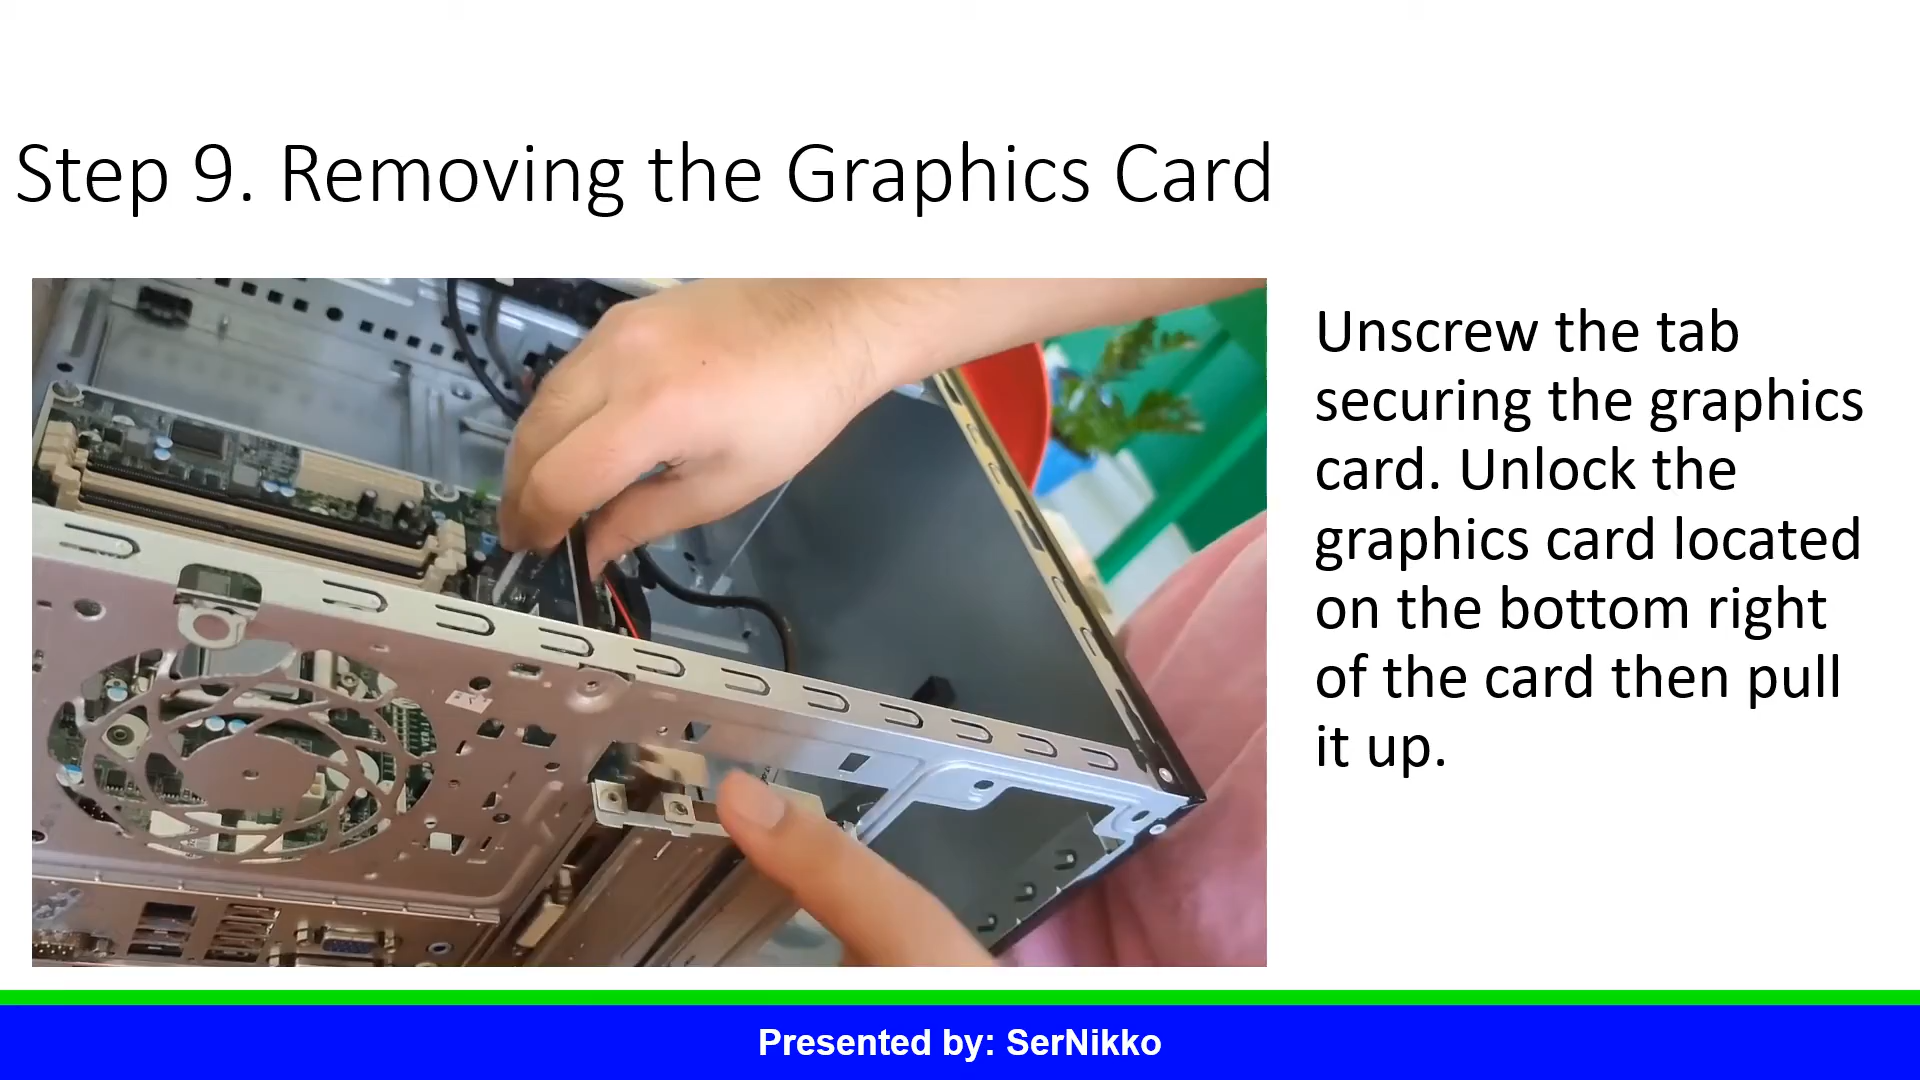 Step 9. Removing the Graphics Card
Unscrew the tab
securing the graphics
card. Unlock the
graphics card located
on the bottom right
of the card then pull
it up.
Presented by: SerNikko